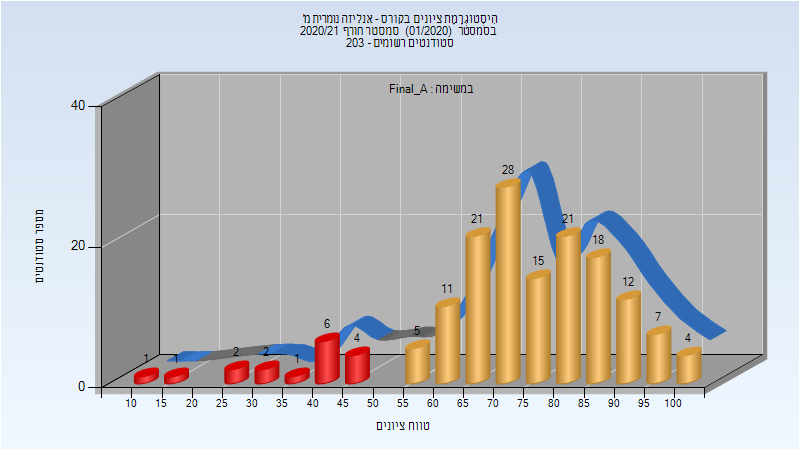 היסטוגרמת ציונים בקורס - אנליזה נומרית מ'
בסמסטר (01/2020) סמסטר חורף 2020/21
סטודנטים רשומים - 203
במשימה : Final_A
מספר סטודנטים
40
20
0
1 1 2 2 1 6 4 5 11 21 28 15 21 18 12 7 4
10 15 20 25 30 35 40 45 50 55 60 65 70 75 80 85 90 95 100
טווח ציונים